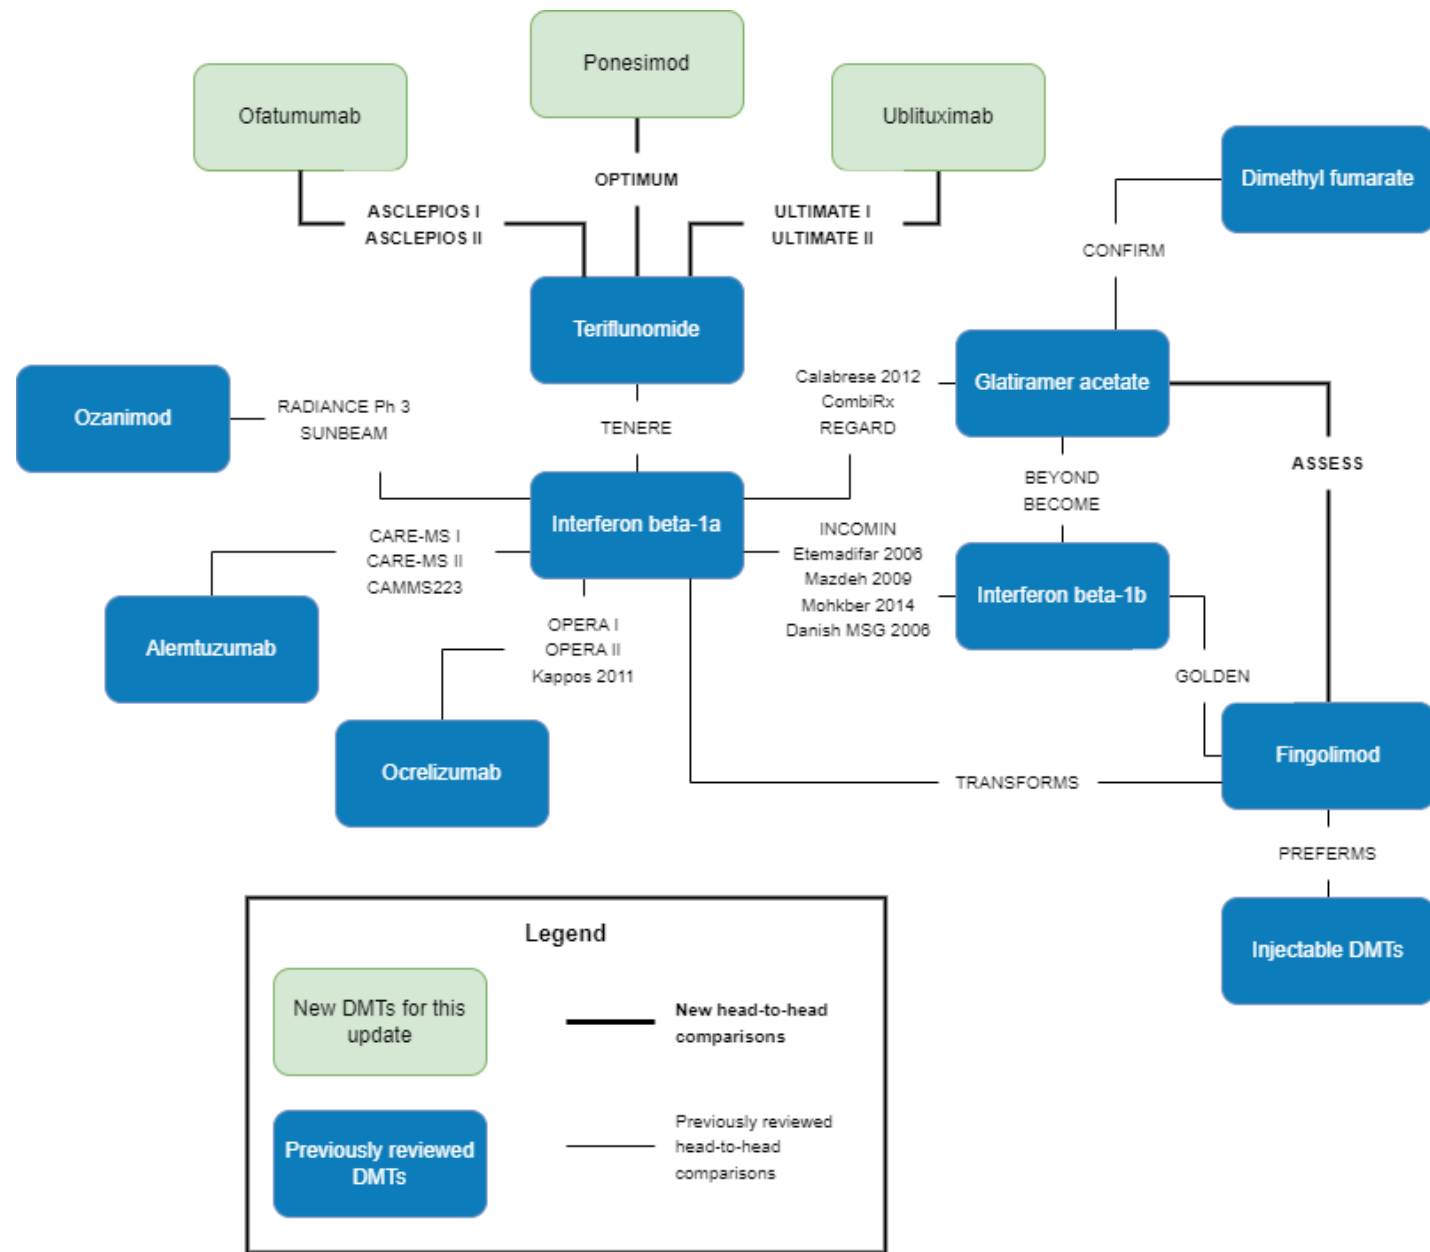 Ponesimod
Ofatumumab
Ublituximab
Dimethyl fumarate
OPTIMUM
ASCLEPIOS I
ASCLEPIOS II
ULTIMATE I
ULTIMATE II
CONFIRM
Teriflunomide
Glatiramer acetate
Calabrese 2012
CombiRx
REGARD
Ozanimod
RADIANCE Ph 3
SUNBEAM
TENERE
ASSESS
BEYOND
BECOME
Interferon beta-1a
CARE-MS I
CARE-MS II
CAMMS223
INCOMIN
Etemadifar 2006
Mazdeh 2009
Mohkber 2014
Danish MSG 2006
Interferon beta-1b
Alemtuzumab
OPERA I
OPERA II
Kappos 2011
GOLDEN
Ocrelizumab
TRANSFORMS
Fingolimod
PREFERMS
Injectable DMTs
Legend
New DMTs for this
update
New head-to-head
comparisons
Previously reviewed
DMTs
Previously reviewed
head-to-head
comparisons